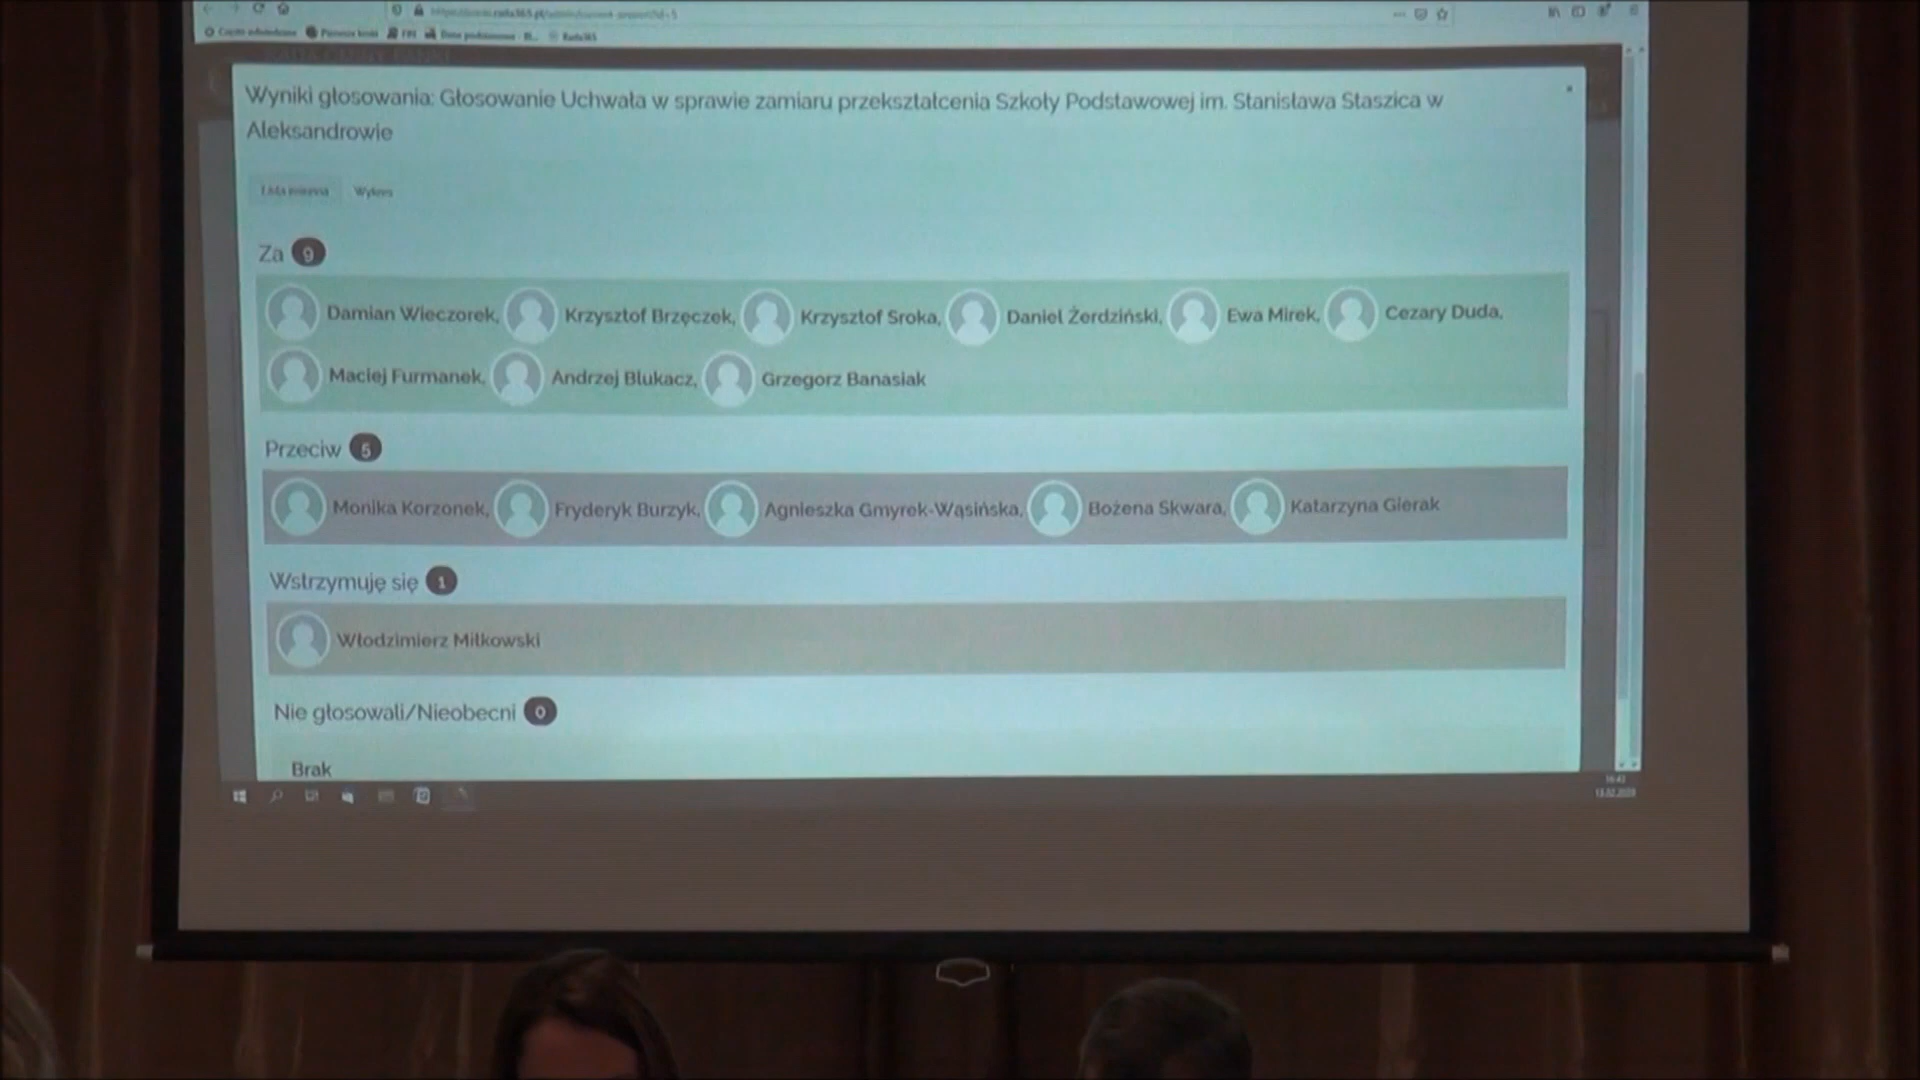 Wyniki głosowania: Głosowanie Uchwała w sprawie zamiaru przekształcenia Szkoły Podstawowej im. Stanisława Staszica w
Aleksandrowie
Wykres
Za 9
Damian Wieczorek, Krzysztof Brzęczek, Krzysztof Sroka, Daniel Żerdziński, Ewa Mirek, Cezary Duda,
Maciej Furmanek, Andrzej Blukacz, Grzegorz Banasiak
Przeciw 5
Monika Korzonek, Fryderyk Burzyk, Agnieszka Gmyrek-Wąsińska, Bożena Skwara, Katarzyna Gierak
Wstrzymuję się 1
Włodzimierz Miłkowski
Nie głosowali/Nieobecni 0
Brak